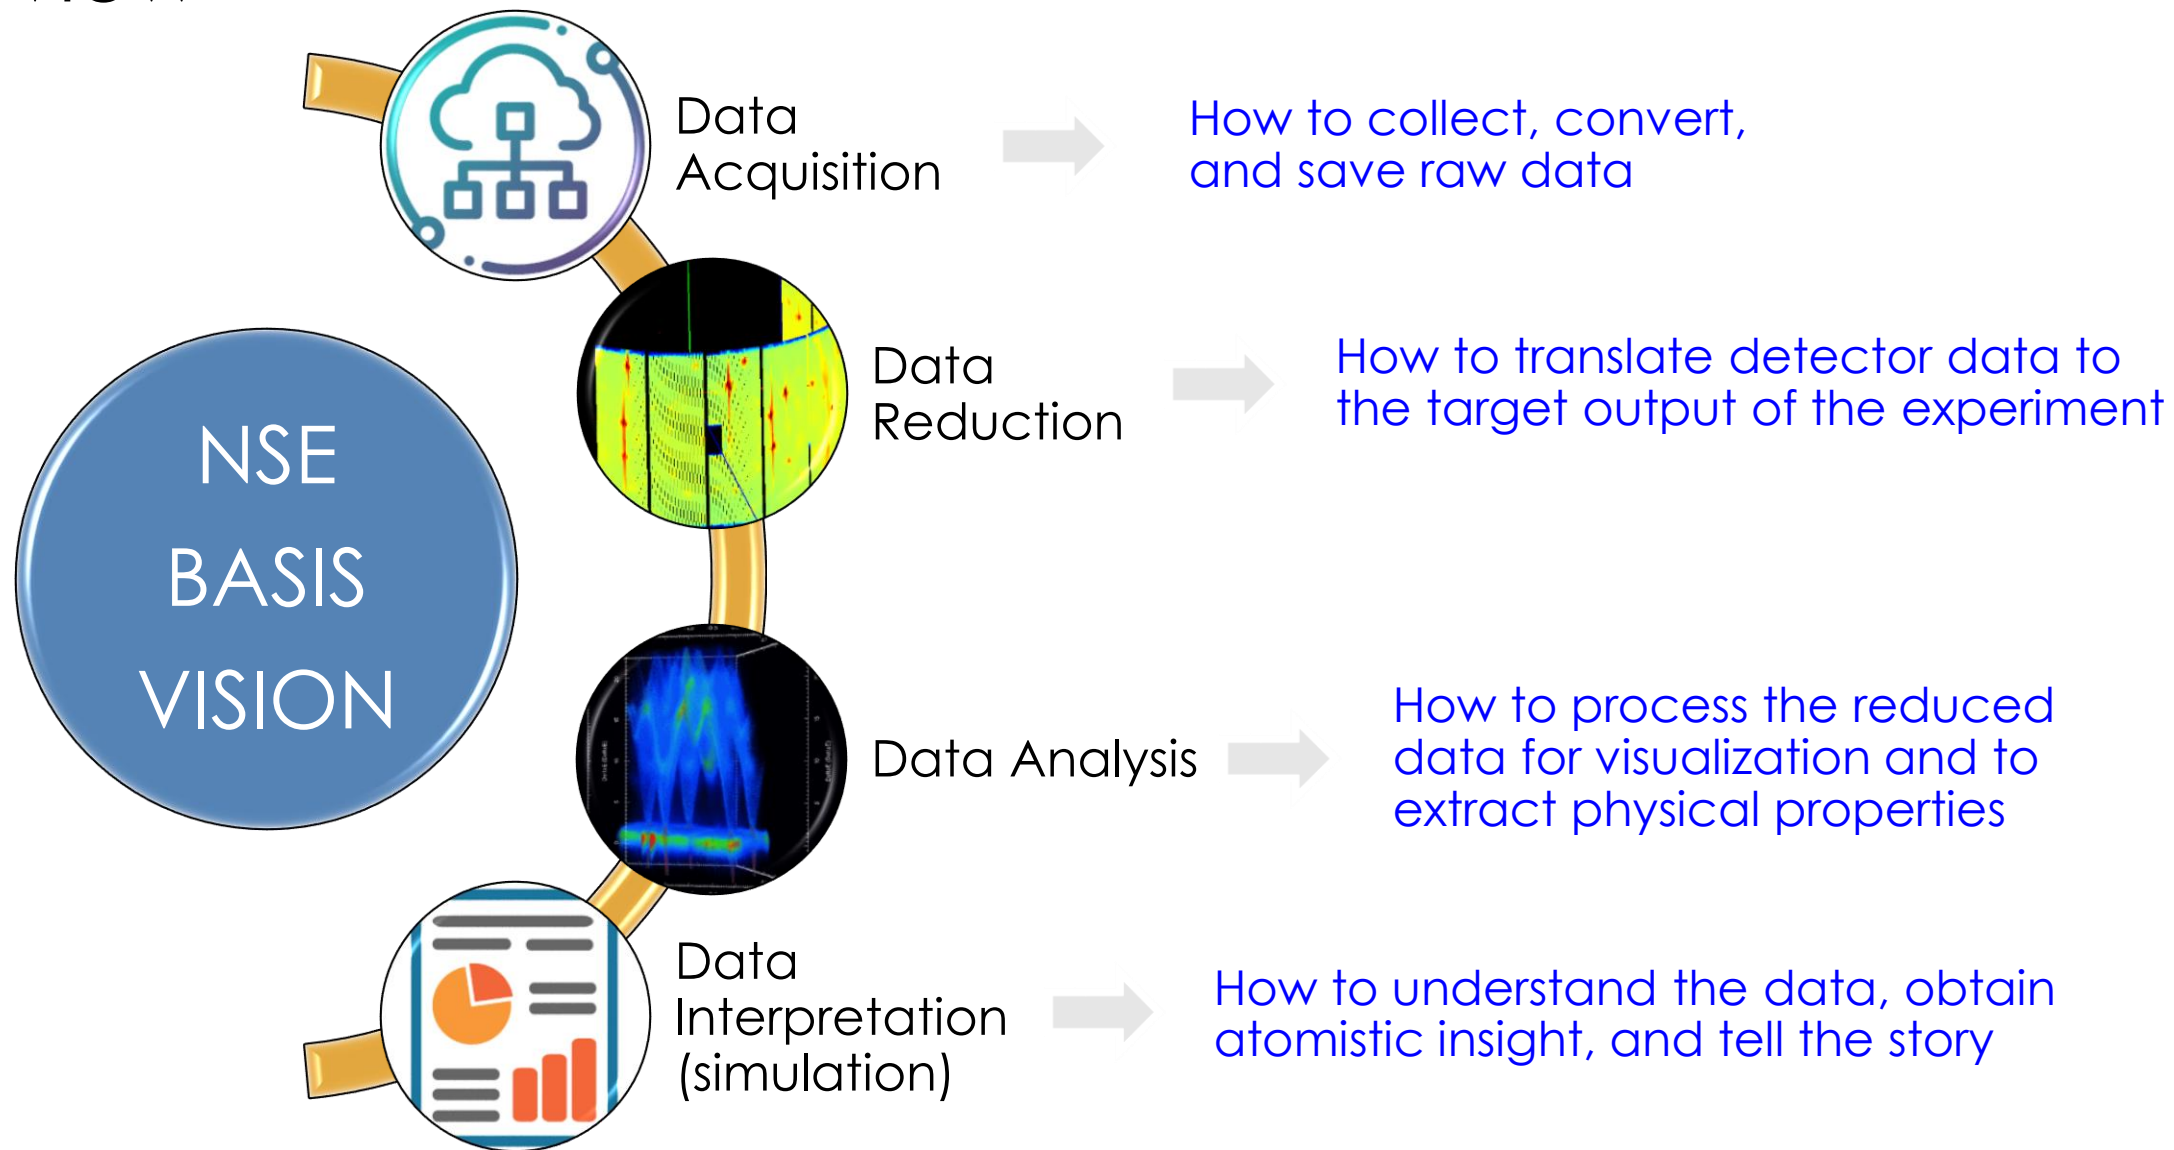 NSE
BASIS
VISION
Data
Acquisition
How to collect, convert,
and save raw data
Data
Reduction
How to translate detector data to
the target output of the experiment
Data Analysis
How to process the reduced
data for visualization and to
extract physical properties
Data
Interpretation
(simulation)
How to understand the data, obtain
atomistic insight, and tell the story